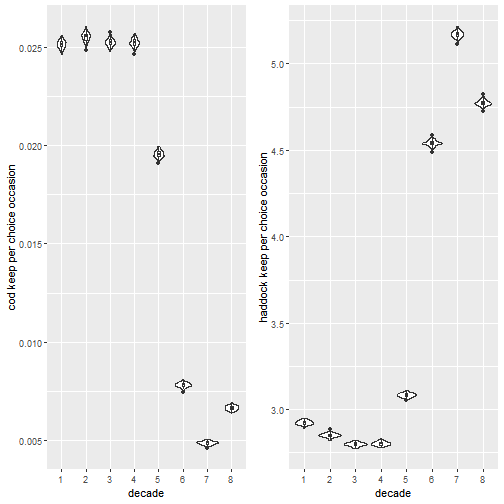 cod keep per choice occasion
0.025
0.020
0.015
0.010
0.005
1 2 3 4 5 6 7 8
decade
haddock keep per choice occasion
5.0
4.5
4.0
3.5
3.0
1 2 3 4 5 6 7 8
decade